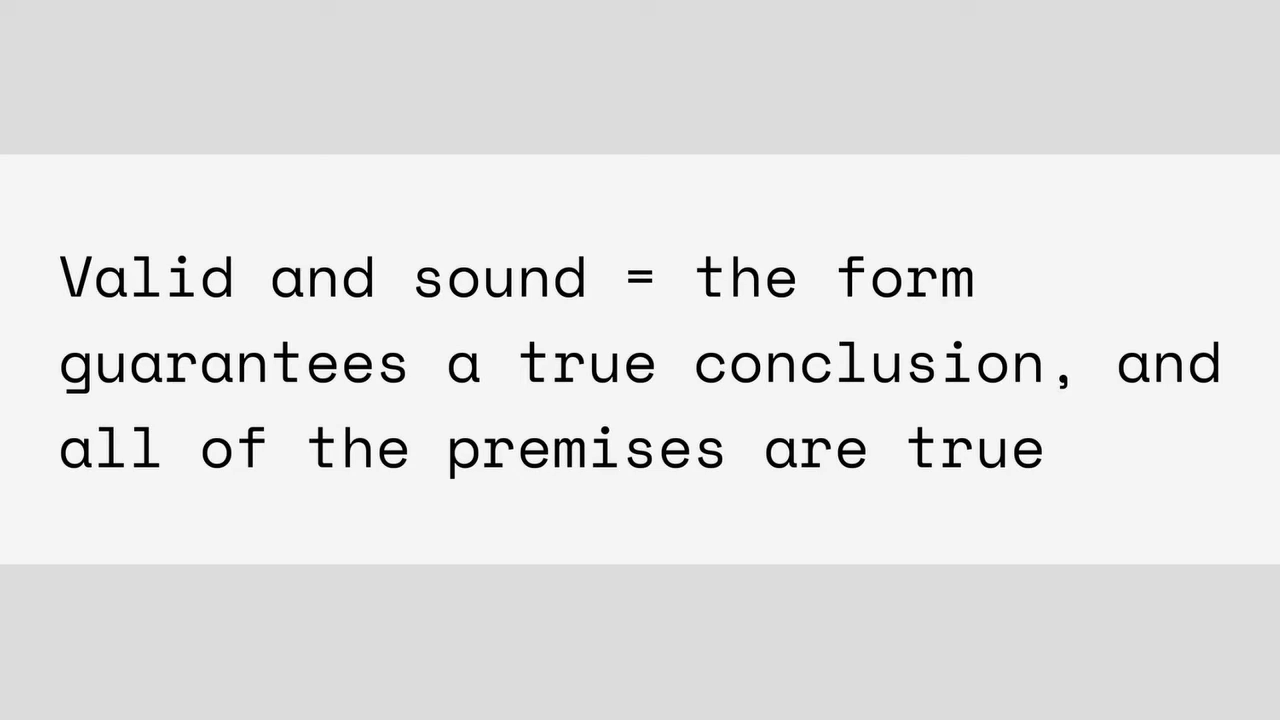 Valid and sound = the form
guarantees a true conclusion, and
all of the premises are true